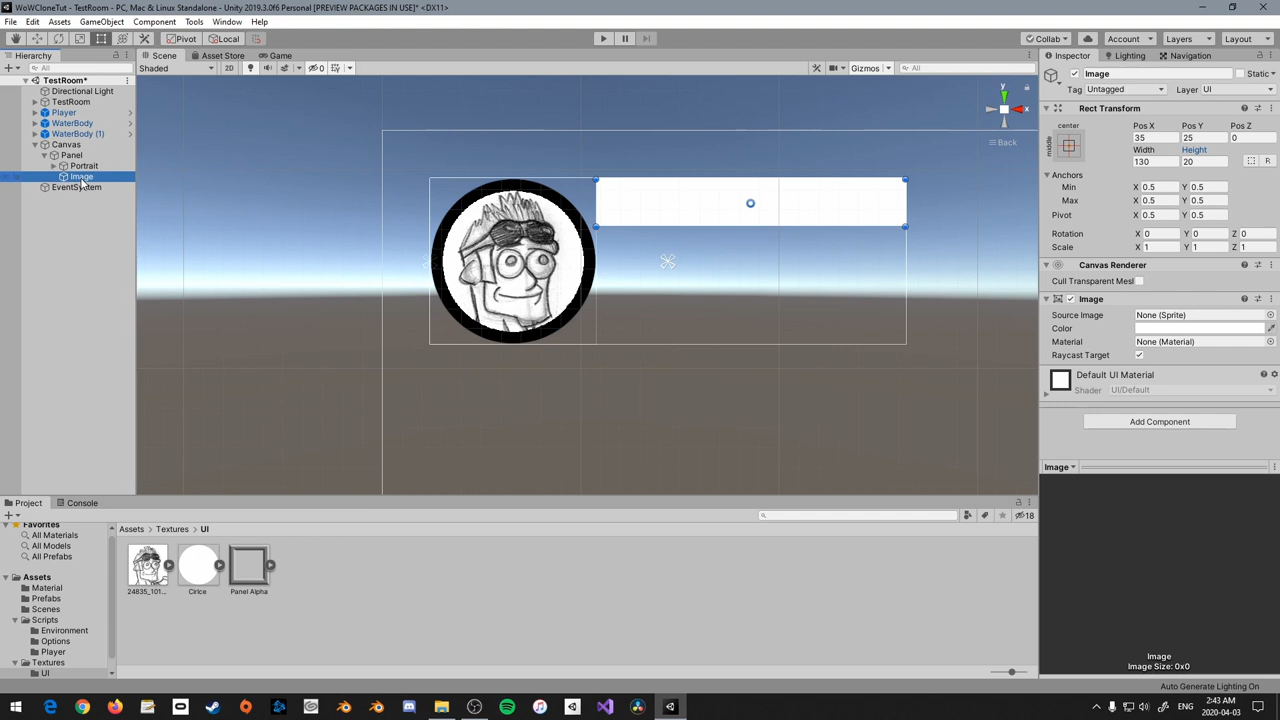 WoWCloneTut - TestRoom - PC, Mac & Linux Standalone - Unity 2019.3.0f6 Personal [PREVIEW PACKAGES IN USE]* <DX11>
File Edit Assets GameObject Component Tools Window Help
Pivot Local Collab Account Layers Layout
Hierarchy
All
TestRoom*
Directional Light
TestRoom
Player
WaterBody
WaterBody (1)
Canvas
Panel
Portrait
Image
EventSystem
Scene Asset Store Game
Shaded 2D 0 Gizmos All
y
x
Back
Inspector Lighting Navigation
Image Static
Tag Untagged Layer UI
Rect Transform
center
middle
Pos X Pos Y Pos Z
35 25 0
Width Height
130 20 R
Anchors
Min X 0.5 Y 0.5
Max X 0.5 Y 0.5
Pivot X 0.5 Y 0.5
Rotation X 0 Y 0 Z 0
Scale X 1 Y 1 Z 1
Canvas Renderer
Cull Transparent Mesl
Image
Source Image None (Sprite)
Color
Material None (Material)
Raycast Target
Default UI Material
Shader UI/Default
Add Component
Image
Image
Image Size: 0x0
Project Console
18
Favorites
All Materials
All Models
All Prefabs
Assets
Material
Prefabs
Scenes
Scripts
Environment
Options
Player
Textures
UI
Assets > Textures > UI
24835_101... Cirlce Panel Alpha
Auto Generate Lighting On
2:43 AM
2020-04-03